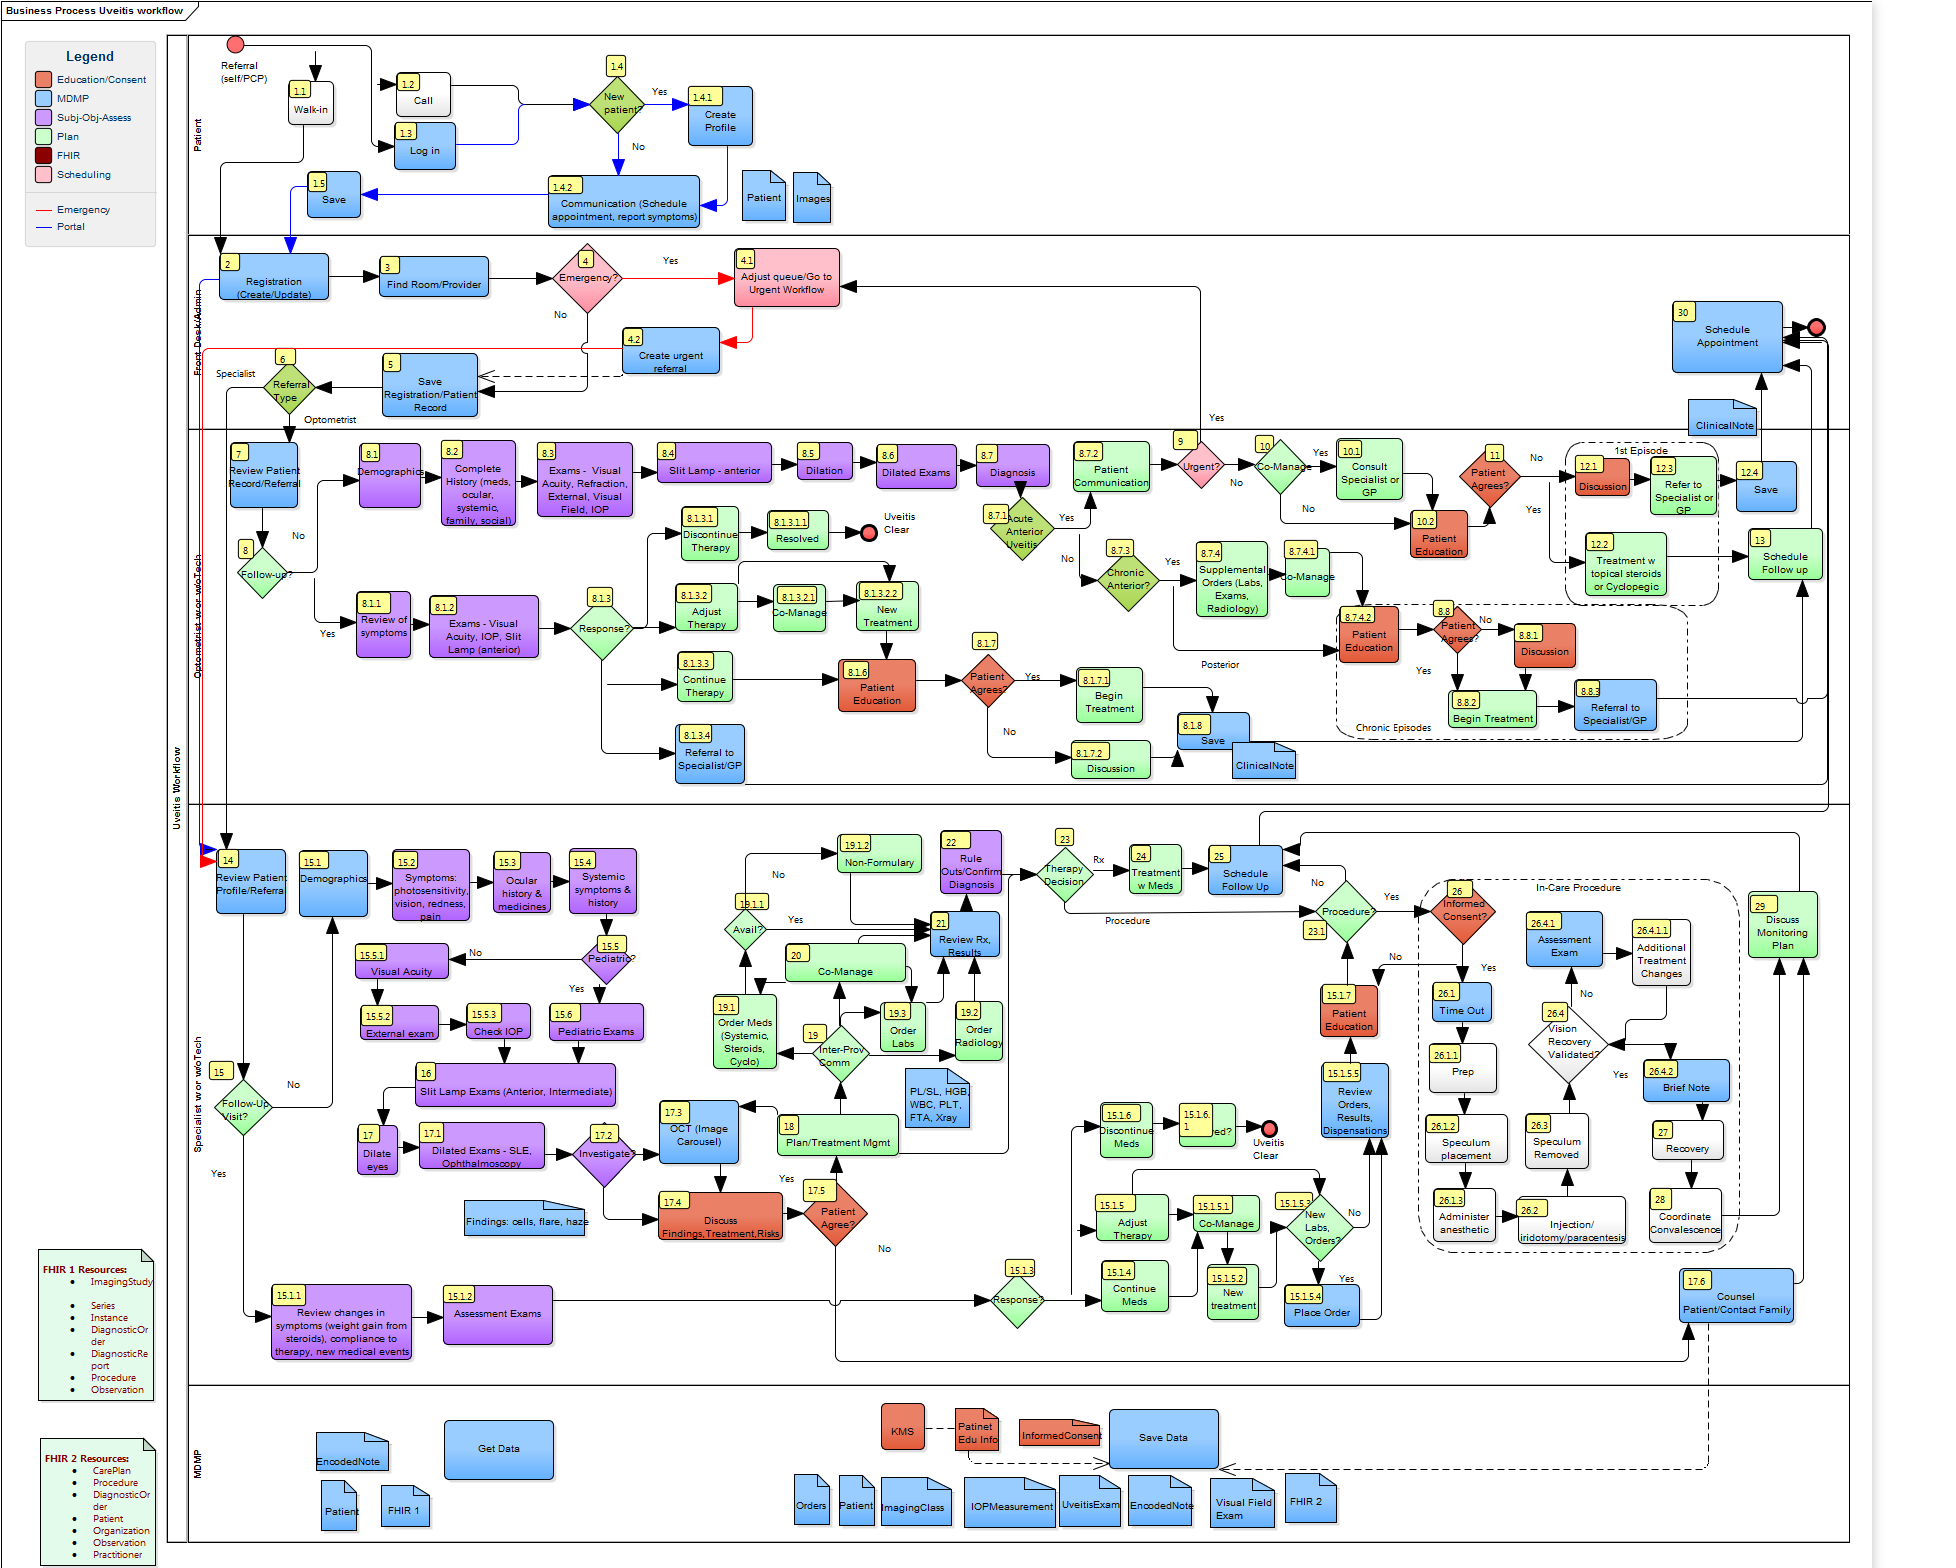 Business Process Uveitis workflow
Legend
Education/Consent
MDMP
Subj-Obj-Assess
Plan
FHIR
Scheduling
Emergency
Portal
Uveitis Workflow
Patient
Referral
(self/PCP)
1.1
Walk-in
1.2
Call
1.3
Log in
1.4
New
patient?
Yes
No
1.4.1
Create
Profile
1.4.2
Communication (Schedule
appointment, report symptoms)
1.5
Save
Patient
Images
Front Desk/Admin
2
Registration
(Create/Update)
3
Find Room/Provider
4
Emergency?
Yes
No
4.1
Adjust queue/Go to
Urgent Workflow
4.2
Create urgent
referral
5
Save
Registration/Patient
Record
6
Referral
Type
Specialist
Optometrist
30
Schedule
Appointment
ClinicalNote
Optometrist w or w/oTech
7
Review Patient
Record/Referral
8
Follow-up?
No
Yes
8.1
Demographics
8.2
Complete
History (meds,
ocular,
systemic,
family, social)
8.3
Exams - Visual
Acuity, Refraction,
External, Visual
Field, IOP
8.4
Slit Lamp - anterior
8.5
Dilation
8.6
Dilated Exams
8.7
Diagnosis
8.7.1
Acute
Anterior
Uveitis
Yes
No
8.7.2
Patient
Communication
9
Urgent?
Yes
No
10
Co-Manage
Yes
No
10.1
Consult
Specialist or
GP
10.2
Patient
Education
11
Patient
Agrees?
No
Yes
1st Episode
12.1
Discussion
12.3
Refer to
Specialist or
GP
12.4
Save
12.2
Treatment w
topical steroids
or Cyclopegic
13
Schedule
Follow up
8.7.3
Chronic
Anterior?
Yes
Posterior
8.7.4
Supplemental
Orders (Labs,
Exams,
Radiology)
8.7.4.1
Co-Manage
8.7.4.2
Patient
Education
8.8
Patient
Agrees?
No
Yes
8.8.1
Discussion
8.8.2
Begin Treatment
8.8.3
Referral to
Specialist/GP
Chronic Episodes
8.1.1
Review of
symptoms
8.1.2
Exams - Visual
Acuity, IOP, Slit
Lamp (anterior)
8.1.3
Response?
8.1.3.1
Discontinue
Therapy
8.1.3.1.1
Resolved
Uveitis
Clear
8.1.3.2
Adjust
Therapy
8.1.3.2.1
Co-Manage
8.1.3.2.2
New
Treatment
8.1.3.3
Continue
Therapy
8.1.3.4
Referral to
Specialist/GP
8.1.6
Patient
Education
8.1.7
Patient
Agrees?
Yes
No
8.1.7.1
Begin
Treatment
8.1.7.2
Discussion
8.1.8
Save
ClinicalNote
Specialist w or w/oTech
14
Review Patient
Profile/Referral
15
Follow-Up
Visit?
No
Yes
15.1
Demographics
15.2
Symptoms:
photosensitivity,
vision, redness,
pain
15.3
Ocular
history &
medicines
15.4
Systemic
symptoms &
history
15.5
Pediatric?
No
Yes
15.5.1
Visual Acuity
15.5.2
External exam
15.5.3
Check IOP
15.6
Pediatric Exams
16
Slit Lamp Exams (Anterior, Intermediate)
17
Dilate
eyes
17.1
Dilated Exams - SLE,
Ophthalmoscopy
17.2
Investigate?
17.3
OCT (Image
Carousel)
17.4
Discuss
Findings,Treatment,Risks
Findings: cells, flare, haze
17.5
Patient
Agree?
Yes
No
18
Plan/Treatment Mgmt
19
Inter-Prov
Comm
19.1
Order Meds
(Systemic,
Steroids,
Cyclo)
19.1.1
Avail?
No
Yes
19.1.2
Non-Formulary
20
Co-Manage
19.3
Order
Labs
19.2
Order
Radiology
PL/SL, HGB,
WBC, PLT,
FTA, Xray
21
Review Rx,
Results
22
Rule
Outs/Confirm
Diagnosis
23
Therapy
Decision
Rx
Procedure
24
Treatment
w Meds
25
Schedule
Follow Up
Procedure?
23.1
No
Yes
In-Care Procedure
26
Informed
Consent?
No
Yes
26.1
Time Out
26.1.1
Prep
26.1.2
Speculum
placement
26.1.3
Administer
anesthetic
26.2
Injection/
iridotomy/paracentesis
26.3
Speculum
Removed
26.4
Vision
Recovery
Validated?
No
Yes
26.4.1
Assessment
Exam
26.4.1.1
Additional
Treatment
Changes
26.4.2
Brief Note
27
Recovery
28
Coordinate
Convalescence
29
Discuss
Monitoring
Plan
17.6
Counsel
Patient/Contact Family
15.1.7
Patient
Education
15.1.5.5
Review
Orders,
Results,
Dispensations
15.1.6
Discontinue
Meds
15.1.6.
1
ved?
Uveitis
Clear
15.1.5
Adjust
Therapy
15.1.5.1
Co-Manage
15.1.5.2
New
treatment
New
Labs,
Orders?
No
Yes
15.1.5.4
Place Order
15.1.4
Continue
Meds
15.1.3
Response?
15.1.1
Review changes in
symptoms (weight gain from
steroids), compliance to
therapy, new medical events
15.1.2
Assessment Exams
FHIR 1 Resources:
ImagingStudy
Series
Instance
DiagnosticOr
der
DiagnosticRe
port
Procedure
Observation
FHIR 2 Resources:
CarePlan
Procedure
DiagnosticOr
der
Patient
Organization
Observation
Practitioner
MDMP
EncodedNote
Get Data
Patient
FHIR 1
KMS
Patinet
Edu Info
InformedConsent
Save Data
Orders
Patient
ImagingClass
IOPMeasurement
UveitisExam
EncodedNote
Visual Field
Exam
FHIR 2